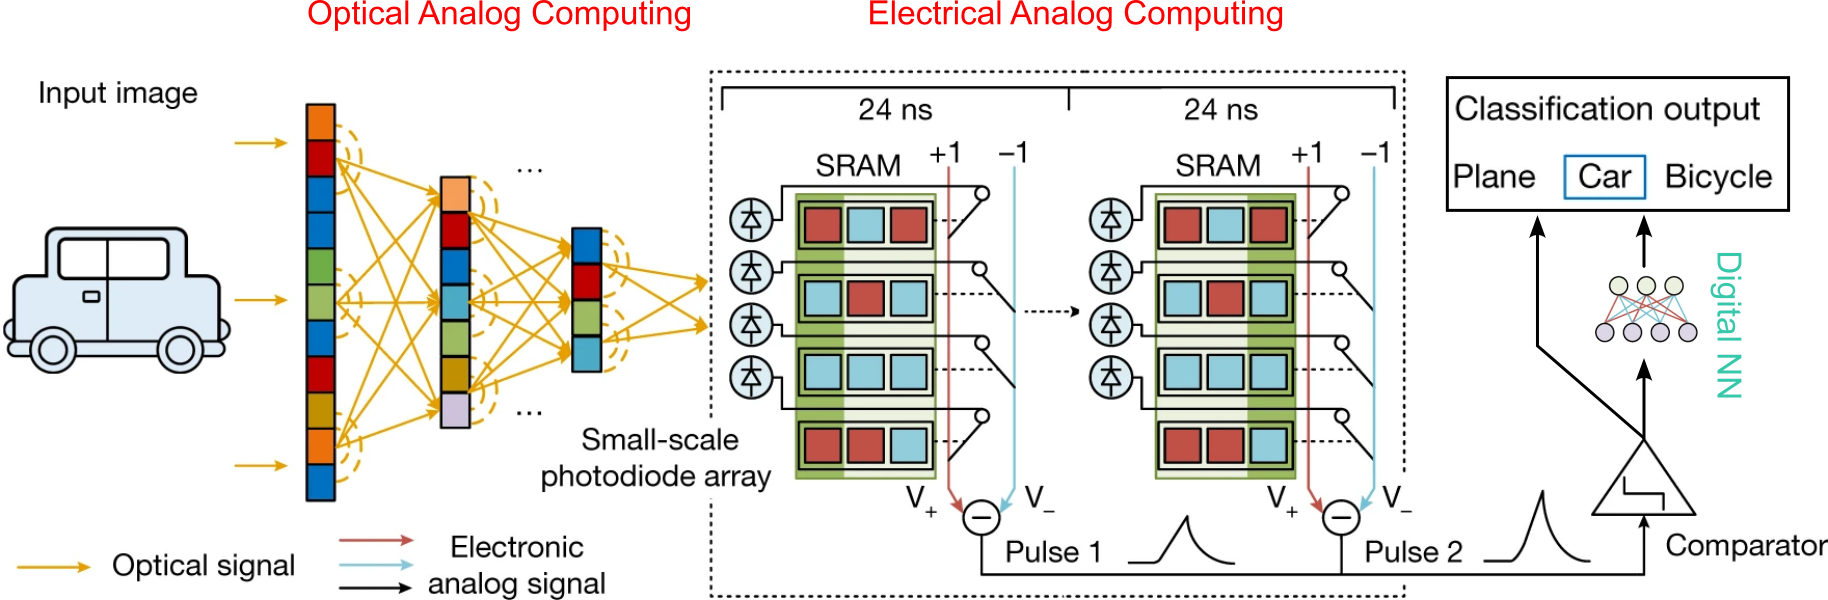 Optical Analog Computing
Electrical Analog Computing
Input image
...
...
Small-scale
photodiode array
24 ns
24 ns
SRAM
+1
−1
SRAM
+1
−1
V+
V−
V+
V−
−
−
Pulse 1
Pulse 2
Classification output
Plane
Car
Bicycle
Digital NN
Comparator
Optical signal
Electronic
analog signal